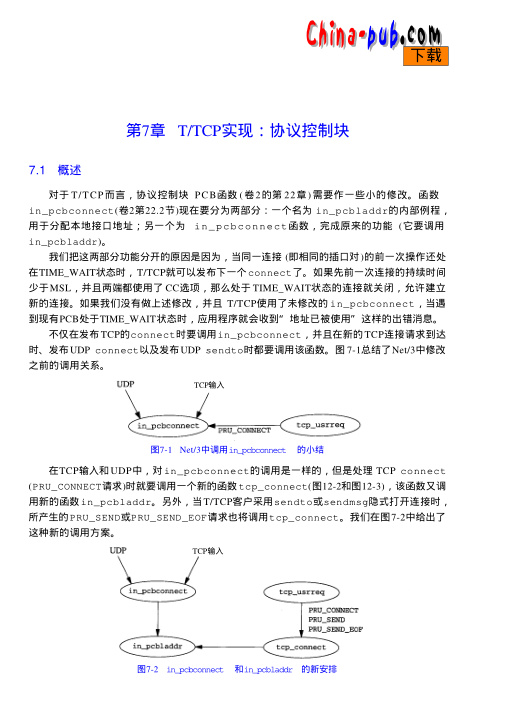 China-pub.com
下载
第7章 T/TCP实现：协议控制块
7.1 概述
对于T/TCP而言，协议控制块 PCB函数(卷2的第22章)需要作一些小的修改。函数
in_pcbconnect(卷2第22.2节)现在要分为两部分：一个名为in_pcbladdr的内部例程，
用于分配本地接口地址；另一个为 in_pcbconnect函数，完成原来的功能 (它要调用
in_pcbladdr)。
我们把这两部分功能分开的原因是因为，当同一连接 (即相同的插口对)的前一次操作还处
在TIME_WAIT状态时，T/TCP就可以发布下一个connect了。如果先前一次连接的持续时间
少于MSL，并且两端都使用了CC选项，那么处于TIME_WAIT状态的连接就关闭，允许建立
新的连接。如果我们没有做上述修改，并且 T/TCP使用了未修改的in_pcbconnect，当遇
到现有PCB处于TIME_WAIT状态时，应用程序就会收到”地址已被使用”这样的出错消息。
不仅在发布TCP的connect时要调用in_pcbconnect，并且在新的TCP连接请求到达
时、发布UDP connect以及发布UDP sendto时都要调用该函数。图7-1总结了Net/3中修改
之前的调用关系。
UDP TCP输入
in_pcbconnect PRU_CONNECT tcp_usrreq
图7-1 Net/3中调用in_pcbconnect 的小结
在TCP输入和UDP中，对in_pcbconnect的调用是一样的，但是处理 TCP connect
(PRU_CONNECT请求)时就要调用一个新的函数tcp_connect(图12-2和图12-3)，该函数又调
用新的函数in_pcbladdr。另外，当T/TCP客户采用sendto或sendmsg隐式打开连接时，
所产生的PRU_SEND或PRU_SEND_EOF请求也将调用tcp_connect。我们在图7-2中给出了
这种新的调用方案。
UDP TCP输入
in_pcbconnect tcp_usrreq
PRU_CONNECT
PRU_SEND
PRU_SEND_EOF
in_pcbladdr tcp_connect
图7-2 in_pcbconnect 和in_pcbladdr 的新安排